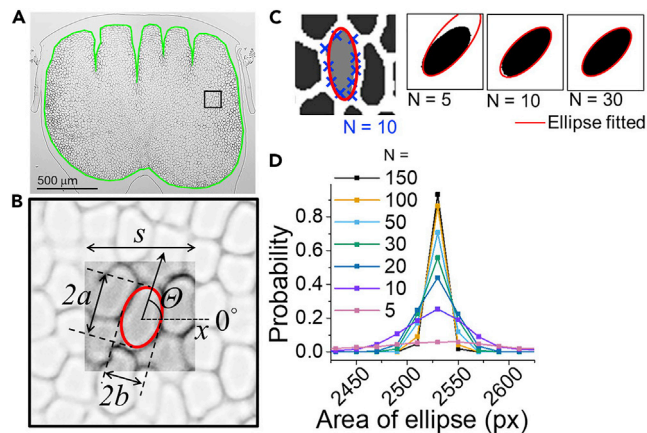 A
500 μm
B
s
2a
Θ
x 0°
2b
C
N = 10
N = 5
N = 10
N = 30
Ellipse fitted
D
N =
150
100
50
30
20
10
5
Probability
0.8
0.6
0.4
0.2
0.0
2450
2500
2550
2600
Area of ellipse (px)